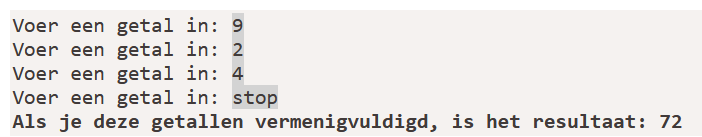 Voer een getal in: 9
Voer een getal in: 2
Voer een getal in: 4
Voer een getal in: stop
Als je deze getallen vermenigvuldigd, is het resultaat: 72